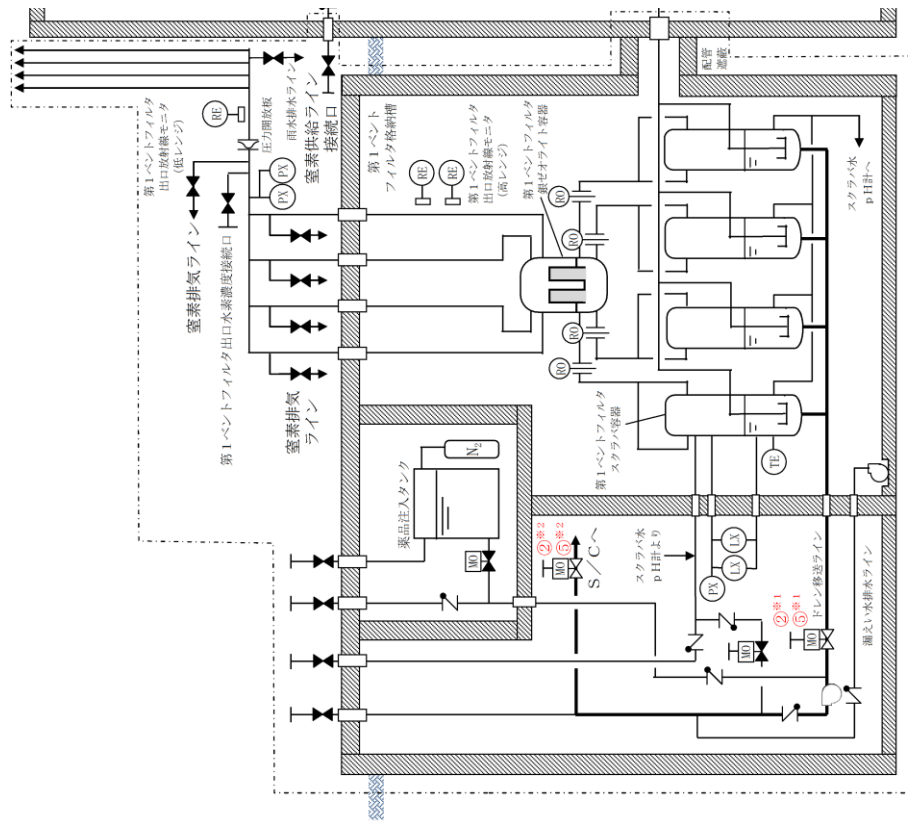 第１ベントフィルタ
出口放射線モニタ
(低レンジ)
RE
圧力開放板
雨水排水ライン
窒素供給ライン
接続口
配管
遮蔽
窒素排気ライン
第１ベントフィルタ出口水素濃度接続口
PX
PX
窒素排気
ライン
第１ベント
フィルタ格納槽
RE
RE
第１ベントフィルタ
出口放射線モニタ
(高レンジ)
第１ベントフィルタ
銀ゼオライト容器
RO
RO
RO
RO
スクラバ水
pH計へ
第１ベントフィルタ
スクラバ容器
TE
薬品注入タンク
N₂
MO
MO
②※２
⑤※２
S／Cへ
スクラバ水
pH計より
PX
LX
LX
MO
②※１
⑤※１
MO
ドレン移送ライン
漏えい水排水ライン